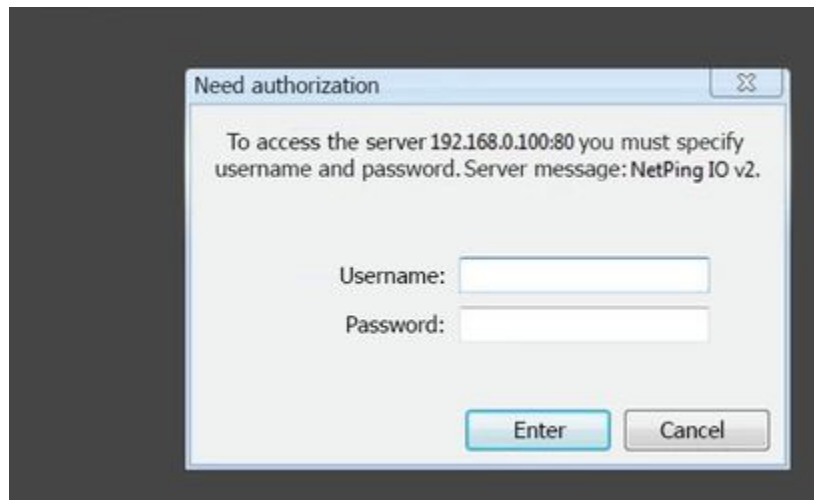 Need authorization
To access the server 192.168.0.100:80 you must specify
username and password. Server message: NetPing IO v2.
Username:
Password:
Enter Cancel